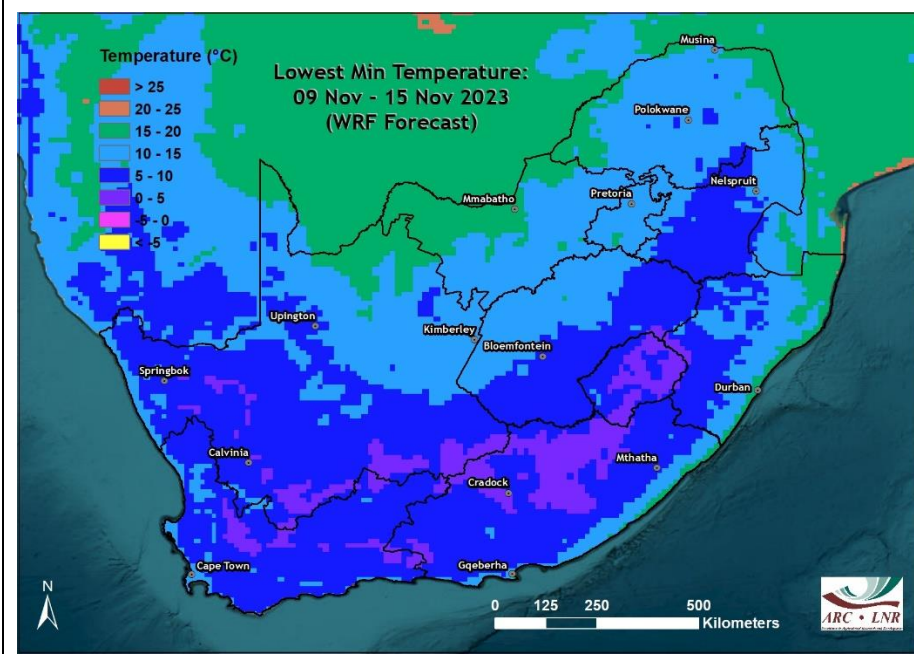 Temperature (°C)
> 25
20 - 25
15 - 20
10 - 15
5 - 10
0 - 5
-5 - 0
< -5
Lowest Min Temperature:
09 Nov - 15 Nov 2023
(WRF Forecast)
Musina
Polokwane
Nelspruit
Pretoria
Mmabatho
Upington
Kimberley
Bloemfontein
Springbok
Durban
Calvinia
Mthatha
Cradock
Cape Town
Gqeberha
N
0 125 250 500
Kilometers
ARC • LNR